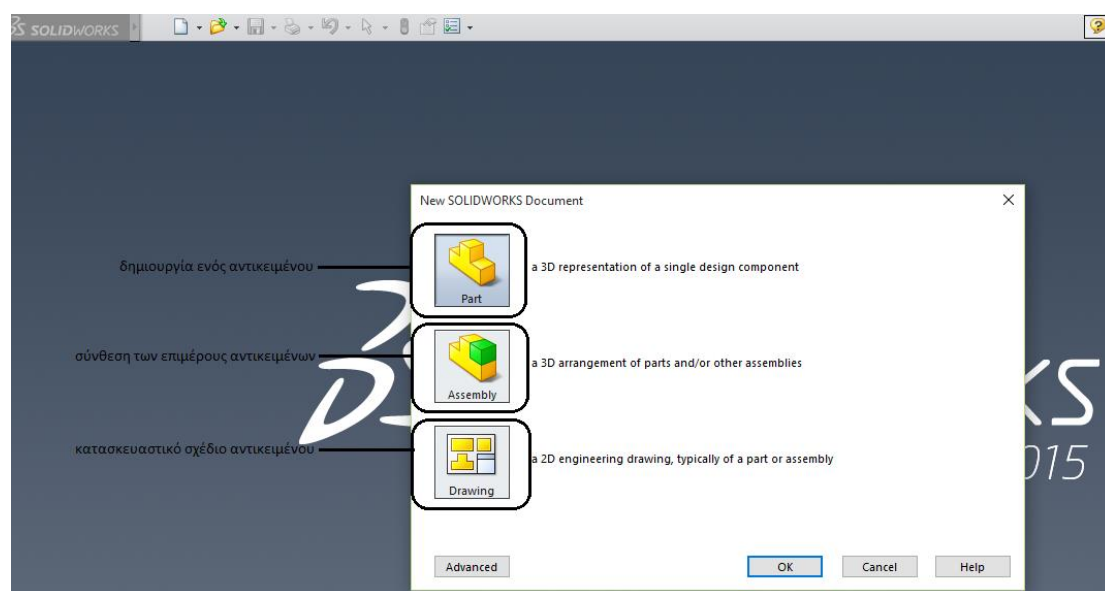 SOLIDWORKS
New SOLIDWORKS Document
δημιουργία ενός αντικειμένου
a 3D representation of a single design component
Part
σύνθεση των επιμέρους αντικειμένων
a 3D arrangement of parts and/or other assemblies
Assembly
κατασκευαστικό σχέδιο αντικειμένου
a 2D engineering drawing, typically of a part or assembly
Drawing
KS
015
Advanced
OK
Cancel
Help